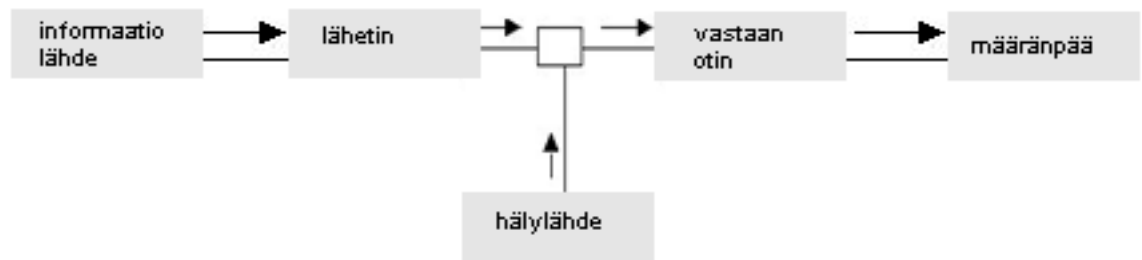 informaatio
lähde
lähetin
vastaan
otin
määränpää
hälylähde